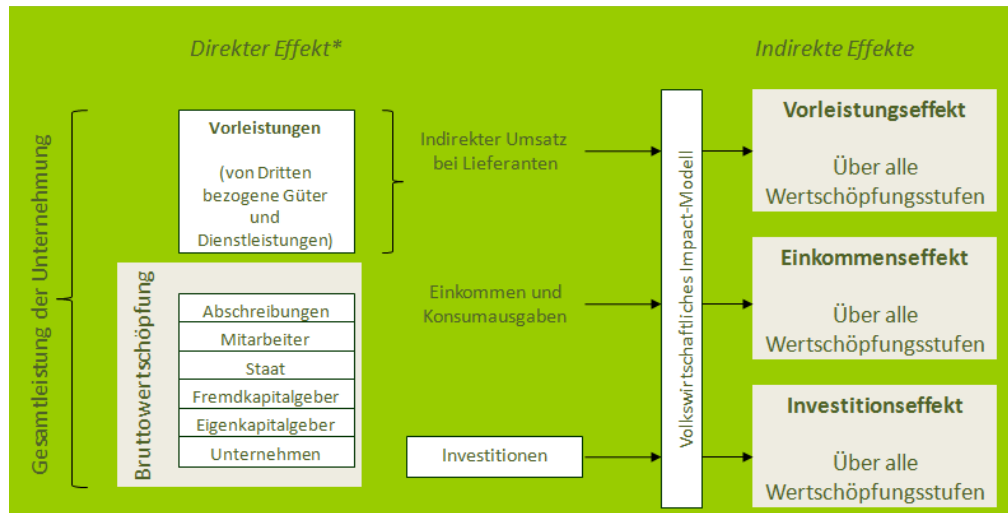 Direkter Effekt*
Indirekte Effekte
Gesamtleistung der Unternehmung
Vorleistungen
(von Dritten
bezogene Güter
und
Dienstleistungen)
Bruttowertschöpfung
Abschreibungen
Mitarbeiter
Staat
Fremdkapitalgeber
Eigenkapitalgeber
Unternehmen
Indirekter Umsatz
bei Lieferanten
Einkommen und
Konsumausgaben
Investitionen
Volkswirtschaftliches Impact-Modell
Vorleistungseffekt
Über alle
Wertschöpfungsstufen
Einkommenseffekt
Über alle
Wertschöpfungsstufen
Investitionseffekt
Über alle
Wertschöpfungsstufen